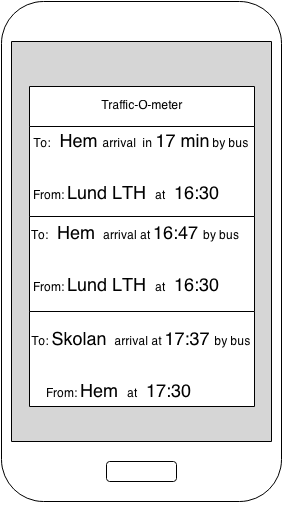 Traffic-O-meter
To: Hem arrival in 17 min by bus
From: Lund LTH at 16:30
To: Hem arrival at 16:47 by bus
From: Lund LTH at 16:30
To: Skolan arrival at 17:37 by bus
From: Hem at 17:30